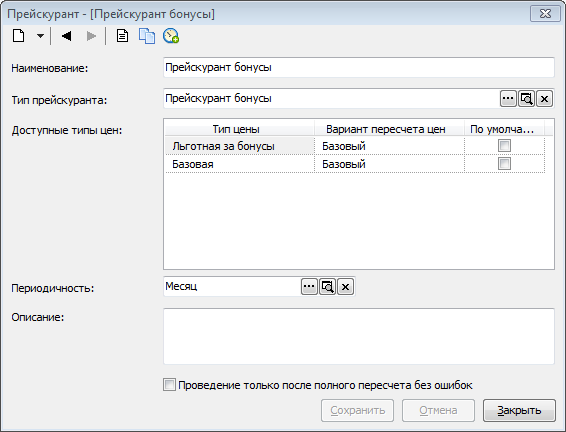 Прейскурант - [Прейскурант бонусы]
Наименование: Прейскурант бонусы
Тип прейскуранта: Прейскурант бонусы
Доступные типы цен: Тип цены Вариант пересчета цен По умолча...
Льготная за бонусы Базовый
Базовая Базовый
Периодичность: Месяц
Описание:
Проведение только после полного пересчета без ошибок
Сохранить Отмена Закрыть